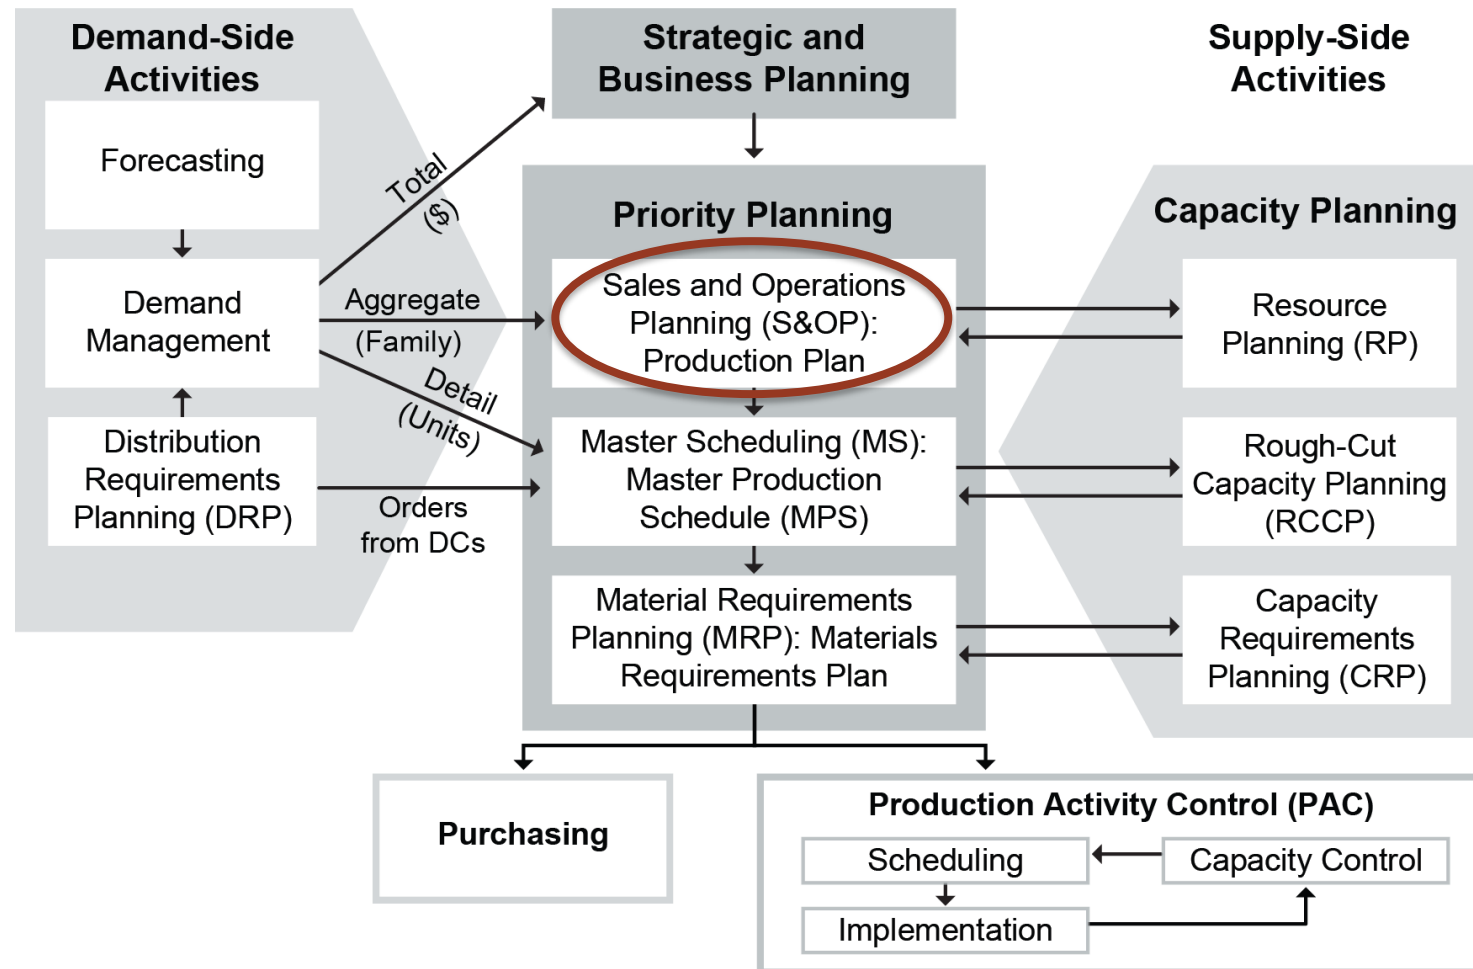 Demand-Side
Activities
Forecasting
Demand
Management
Distribution
Requirements
Planning (DRP)
Total
($)
Aggregate
(Family)
Detail
(Units)
Orders
from DCs
Strategic and
Business Planning
Priority Planning
Sales and Operations
Planning (S&OP):
Production Plan
Master Scheduling (MS):
Master Production
Schedule (MPS)
Material Requirements
Planning (MRP): Materials
Requirements Plan
Supply-Side
Activities
Capacity Planning
Resource
Planning (RP)
Rough-Cut
Capacity Planning
(RCCP)
Capacity
Requirements
Planning (CRP)
Purchasing
Production Activity Control (PAC)
Scheduling
Capacity Control
Implementation